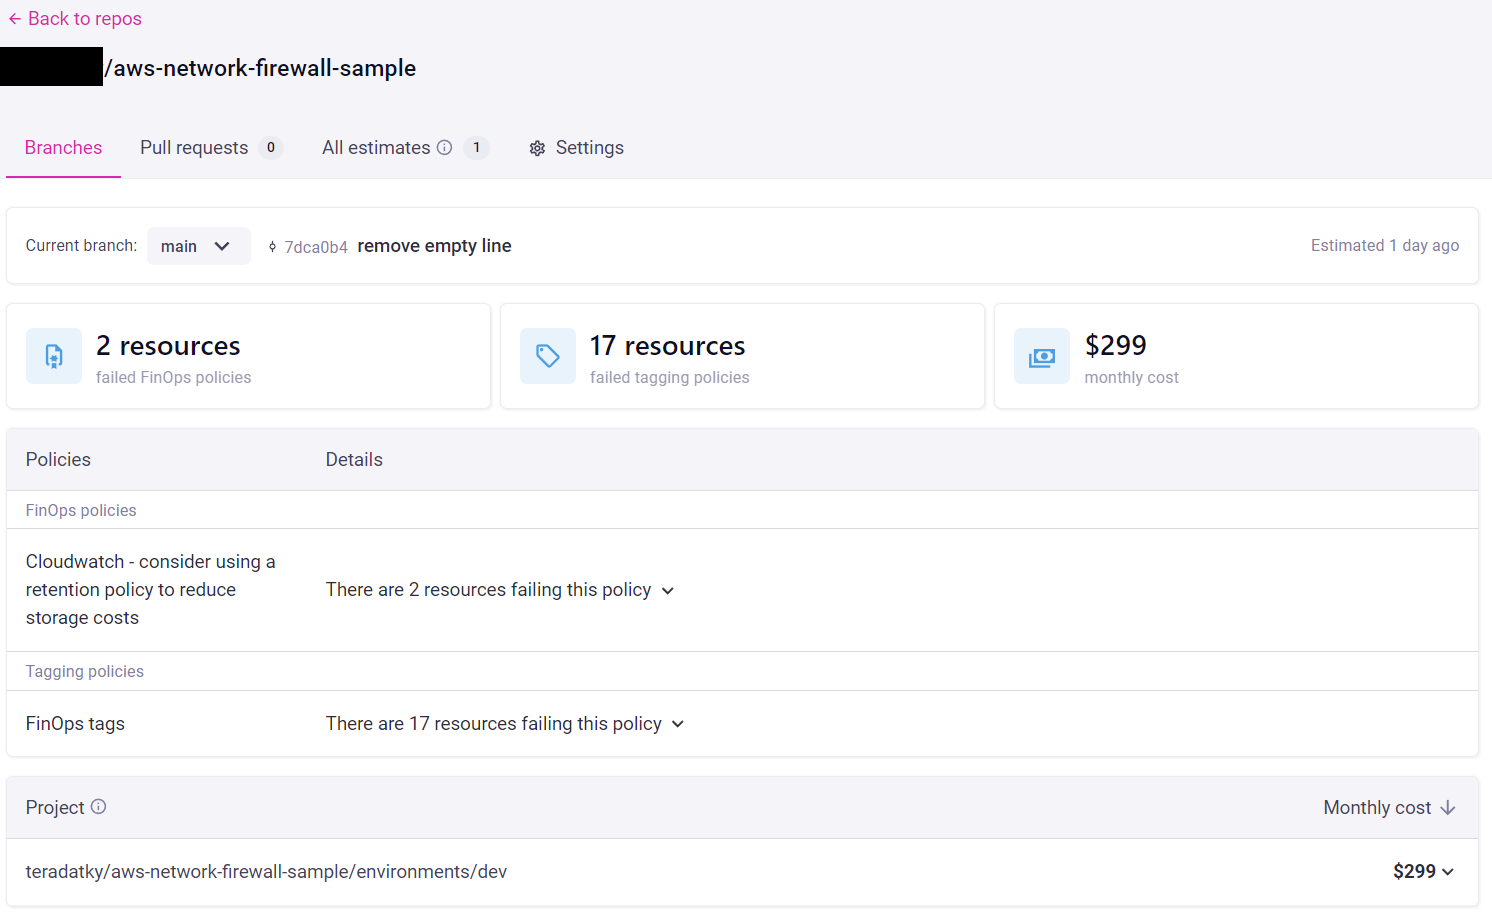 ← Back to repos
/aws-network-firewall-sample
Branches Pull requests 0 All estimates 1 Settings
Current branch: main 7dca0b4 remove empty line Estimated 1 day ago
2 resources
failed FinOps policies
17 resources
failed tagging policies
$299
monthly cost
Policies Details
FinOps policies
Cloudwatch - consider using a
retention policy to reduce
storage costs
There are 2 resources failing this policy
Tagging policies
FinOps tags There are 17 resources failing this policy
Project Monthly cost ↓
teradatky/aws-network-firewall-sample/environments/dev $299